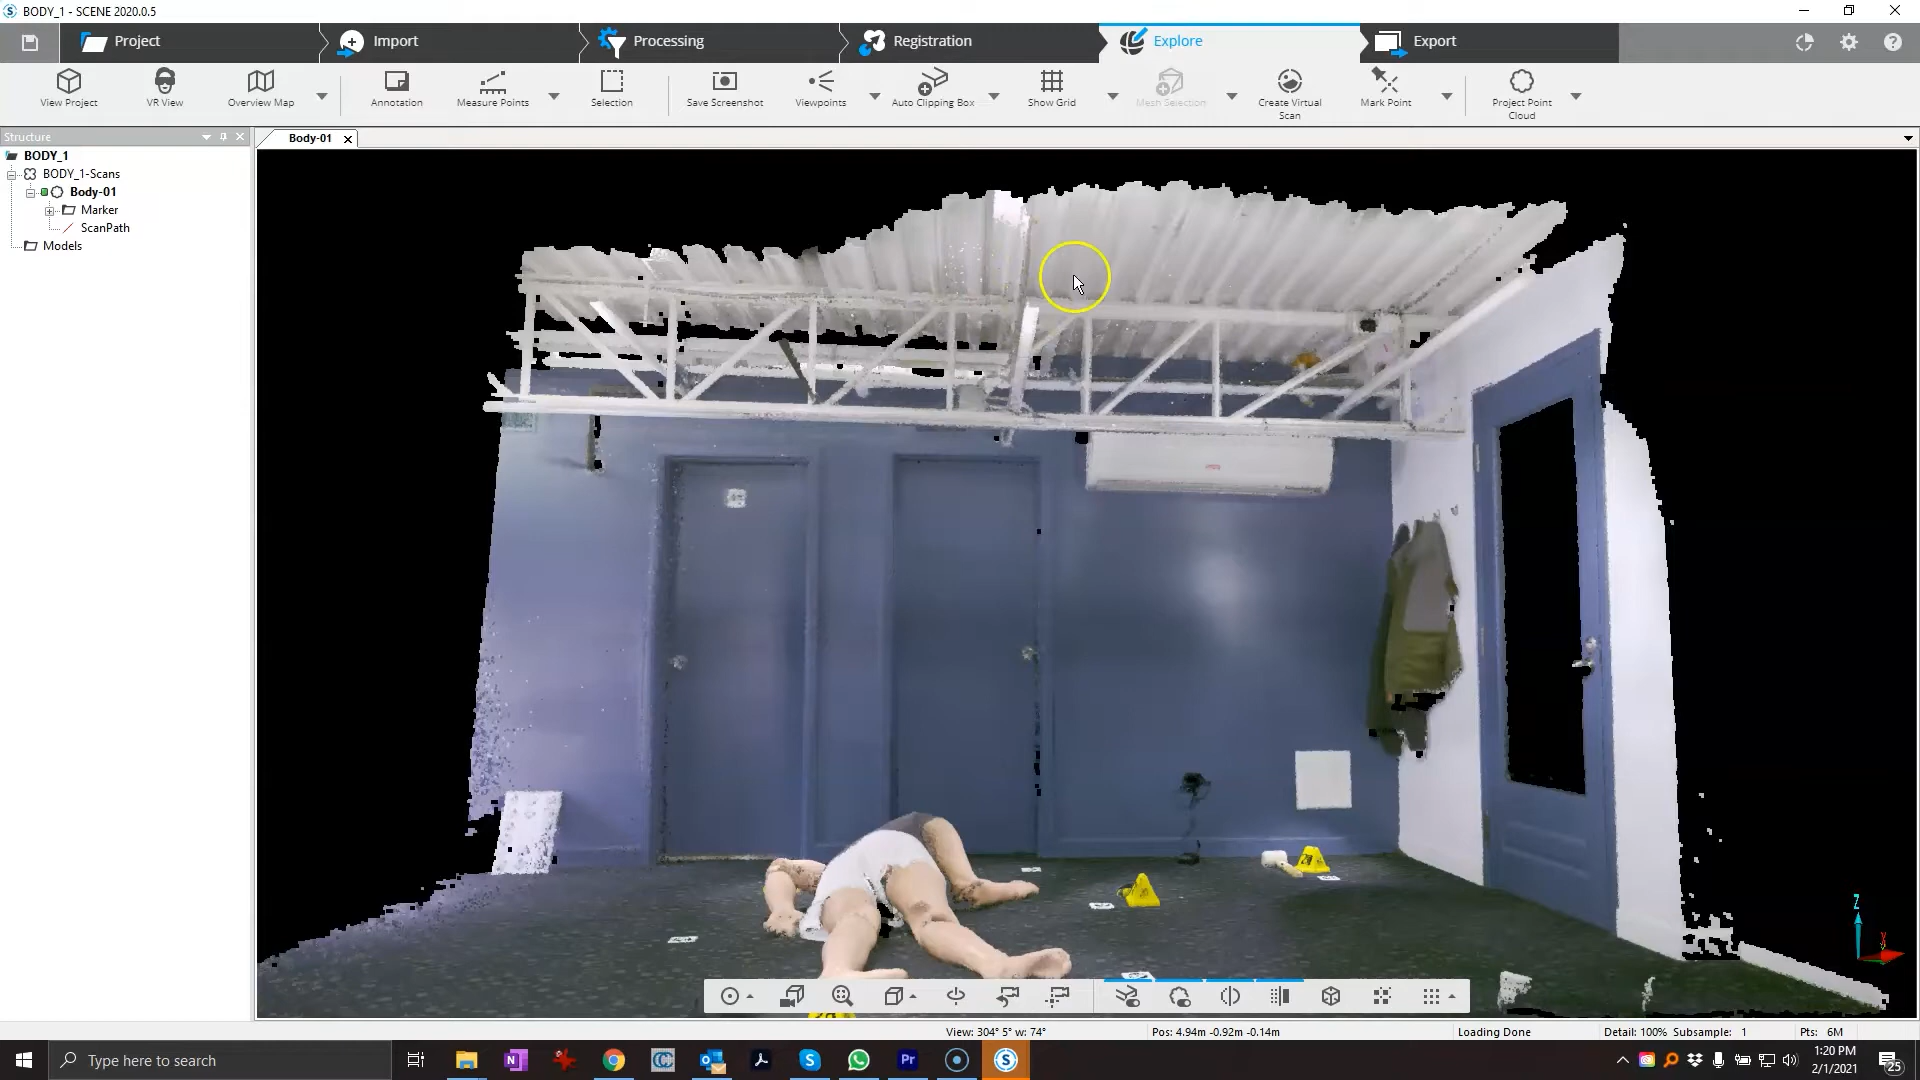 BODY_1 - SCENE 2020.0.5
Project
Import
Processing
Registration
Explore
Export
View Project
VR View
Overview Map
Annotation
Measure Points
Selection
Save Screenshot
Viewpoints
Auto Clipping Box
Show Grid
Mesh Selection
Create Virtual
Scan
Mark Point
Project Point
Cloud
Structure
Body-01
BODY_1
BODY_1-Scans
Body-01
Marker
ScanPath
Models
Z
View: 304° 5° w: 74°
Pos: 4.94m -0.92m -0.14m
Loading Done
Detail: 100% Subsample: 1
Pts: 6M
Type here to search
1:20 PM
2/1/2021
25